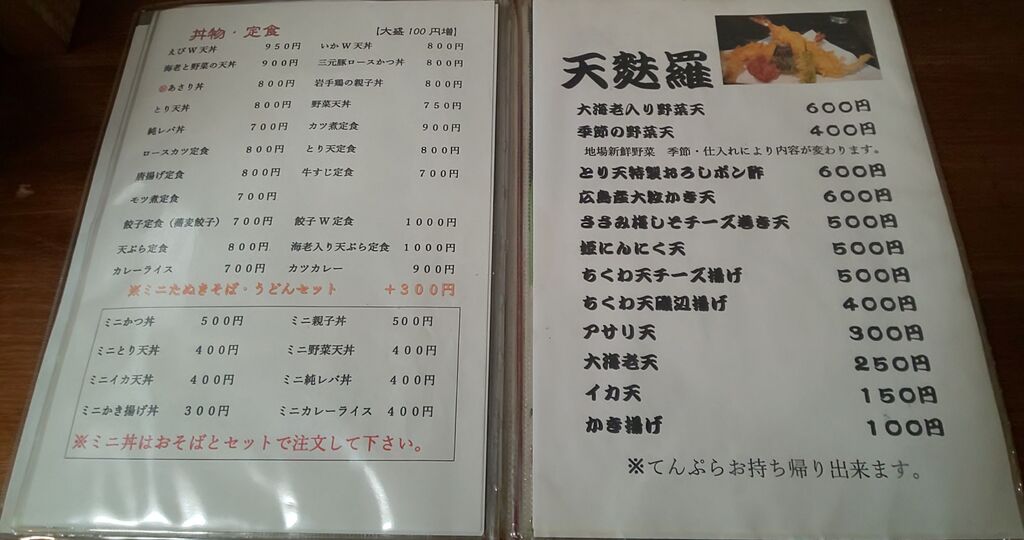 丼物・定食 【大盛100円増】
えびW天丼 950円 いかW天丼 800円
海老と野菜の天丼 900円 三元豚ロースかつ丼 800円
あさり丼 800円 岩手鶏の親子丼 800円
とり天丼 800円 野菜天丼 750円
純レバ丼 700円 カツ煮定食 900円
ロースカツ定食 800円 とり天定食 800円
唐揚げ定食 800円 牛すじ定食 700円
モツ煮定食 700円
餃子定食（蕎麦餃子） 700円 餃子W定食 1000円
天ぷら定食 800円 海老入り天ぷら定食 1000円
カレーライス 700円 カツカレー 900円
※ミニたぬきそば・うどんセット +300円
ミニかつ丼 500円 ミニ親子丼 500円
ミニとり天丼 400円 ミニ野菜天丼 400円
ミニイカ天丼 400円 ミニ純レバ丼 400円
ミニかき揚げ丼 300円 ミニカレーライス 400円
※ミニ丼はおそばとセットで注文して下さい。
天麩羅
大海老入り野菜天 600円
季節の野菜天 400円
地場新鮮野菜 季節・仕入れにより内容が変わります。
とり天特製おろしポン酢 600円
広島産大粒かき天 600円
ささみ梅しそチーズ巻き天 500円
姫にんにく天 500円
ちくわ天チーズ揚げ 500円
ちくわ天磯辺揚げ 400円
アサリ天 300円
大海老天 250円
イカ天 150円
かき揚げ 100円
※てんぷらお持ち帰り出来ます。